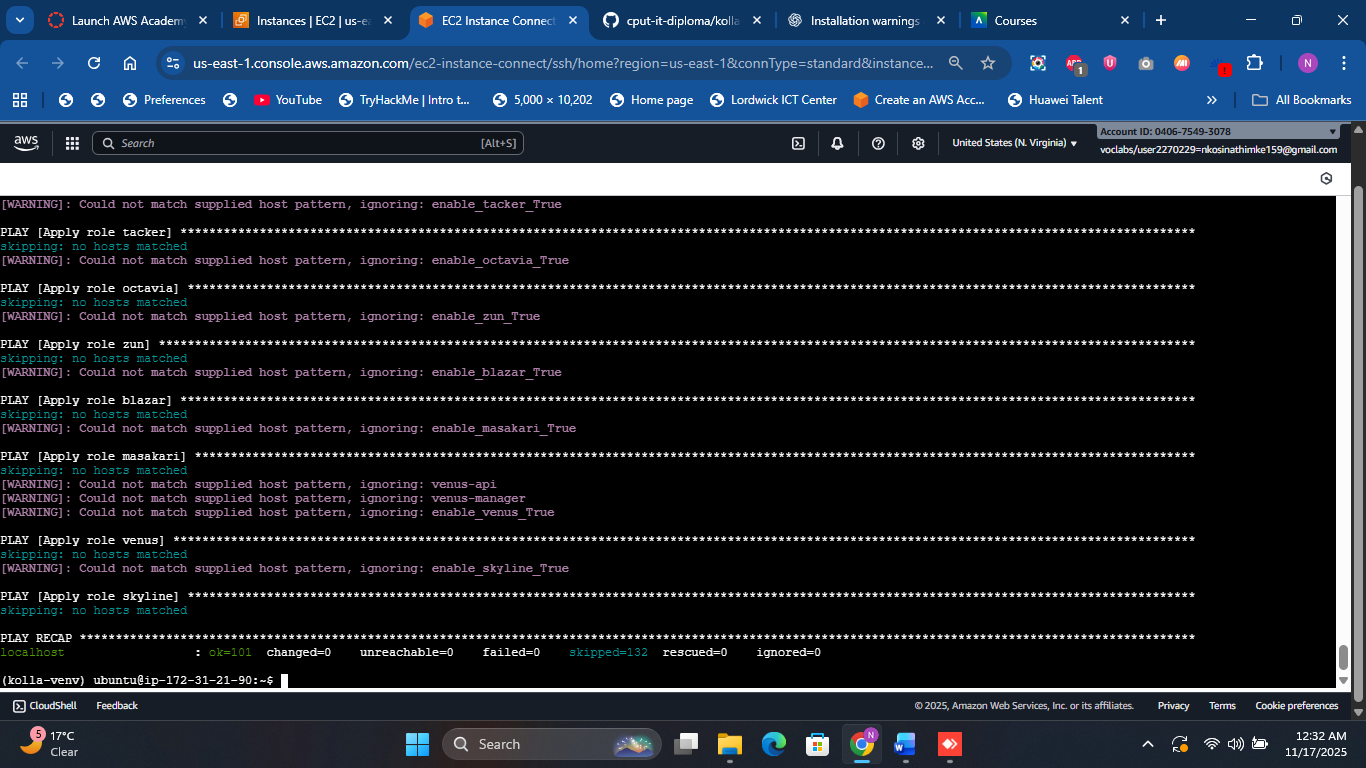 Launch AWS Academy
Instances | EC2 | us-ea
EC2 Instance Connect
cput-it-diploma/kolla
Installation warnings
Courses
us-east-1.console.aws.amazon.com/ec2-instance-connect/ssh/home?region=us-east-1&connType=standard&instance...
1
N
Preferences
YouTube
TryHackMe | Intro t...
5,000 × 10,202
Home page
Lordwick ICT Center
Create an AWS Acc...
Huawei Talent
All Bookmarks
aws
Search
[Alt+S]
United States (N. Virginia)
Account ID: 0406-7549-3078
voclabs/user2270229=nkosinathimke159@gmail.com
[WARNING]: Could not match supplied host pattern, ignoring: enable_tacker_True
PLAY [Apply role tacker] *********************************************************************************************************************************************
skipping: no hosts matched
[WARNING]: Could not match supplied host pattern, ignoring: enable_octavia_True
PLAY [Apply role octavia] ********************************************************************************************************************************************
skipping: no hosts matched
[WARNING]: Could not match supplied host pattern, ignoring: enable_zun_True
PLAY [Apply role zun] ************************************************************************************************************************************************
skipping: no hosts matched
[WARNING]: Could not match supplied host pattern, ignoring: enable_blazar_True
PLAY [Apply role blazar] *********************************************************************************************************************************************
skipping: no hosts matched
[WARNING]: Could not match supplied host pattern, ignoring: enable_masakari_True
PLAY [Apply role masakari] *******************************************************************************************************************************************
skipping: no hosts matched
[WARNING]: Could not match supplied host pattern, ignoring: venus-api
[WARNING]: Could not match supplied host pattern, ignoring: venus-manager
[WARNING]: Could not match supplied host pattern, ignoring: enable_venus_True
PLAY [Apply role venus] **********************************************************************************************************************************************
skipping: no hosts matched
[WARNING]: Could not match supplied host pattern, ignoring: enable_skyline_True
PLAY [Apply role skyline] ********************************************************************************************************************************************
skipping: no hosts matched
PLAY RECAP ***********************************************************************************************************************************************************
localhost : ok=101 changed=0 unreachable=0 failed=0 skipped=132 rescued=0 ignored=0
(kolla-venv) ubuntu@ip-172-31-21-90:~$
CloudShell
Feedback
© 2025, Amazon Web Services, Inc. or its affiliates.
Privacy
Terms
Cookie preferences
5
17°C
Clear
Search
N
12:32 AM
11/17/2025